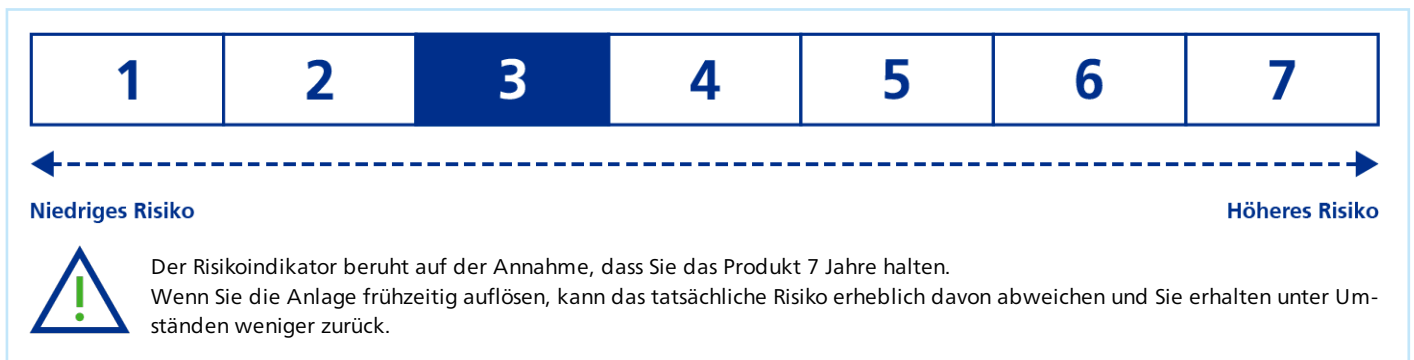 1 2 3 4 5 6 7
Niedriges Risiko Höheres Risiko
Der Risikoindikator beruht auf der Annahme, dass Sie das Produkt 7 Jahre halten.
Wenn Sie die Anlage frühzeitig auflösen, kann das tatsächliche Risiko erheblich davon abweichen und Sie erhalten unter Um-
ständen weniger zurück.